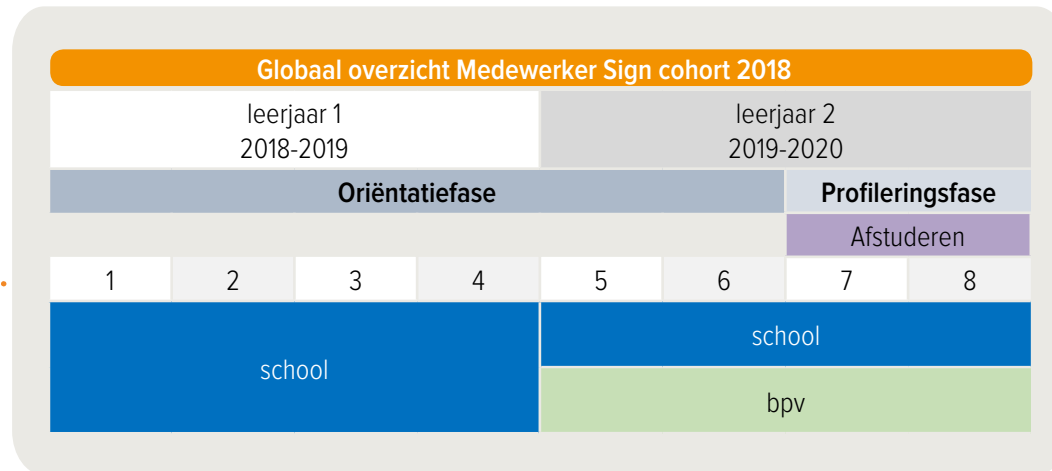 Globaal overzicht Medewerker Sign cohort 2018
leerjaar 1
2018-2019
leerjaar 2
2019-2020
Oriëntatiefase
Profileringsfase
Afstuderen
1 2 3 4 5 6 7 8
school
school
bpv